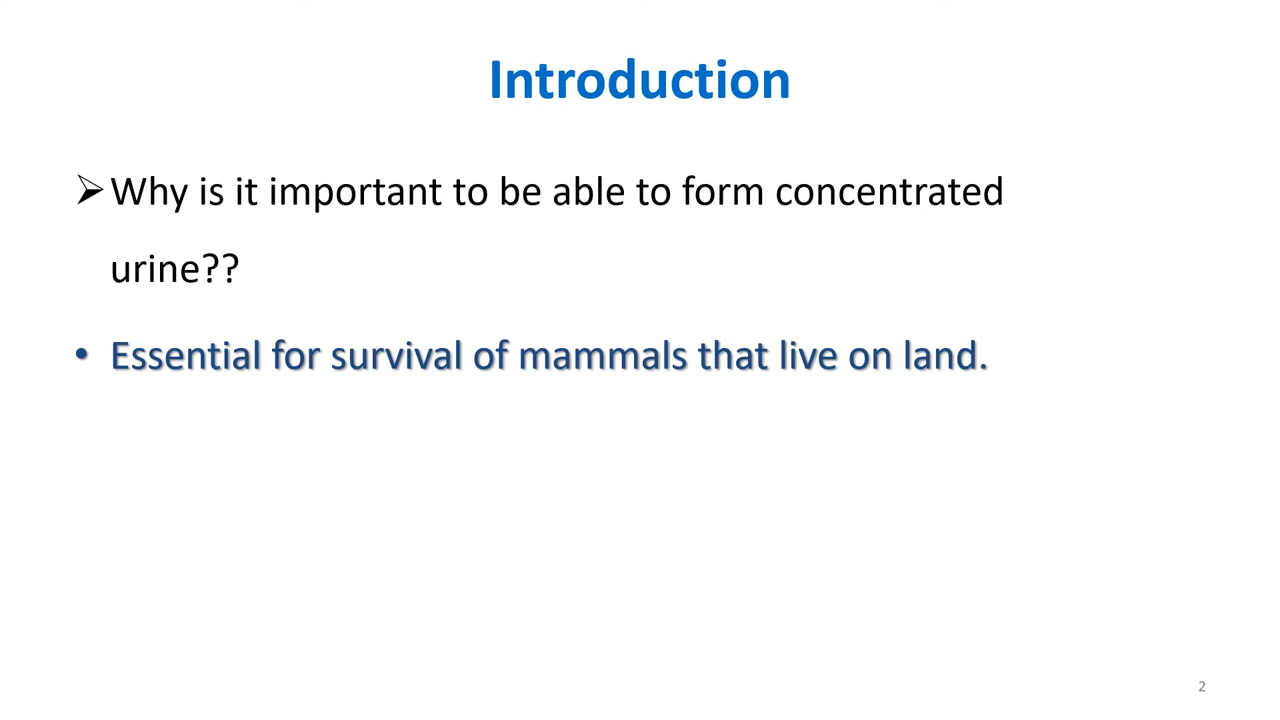 Introduction
➢Why is it important to be able to form concentrated
urine??
• Essential for survival of mammals that live on land.
2